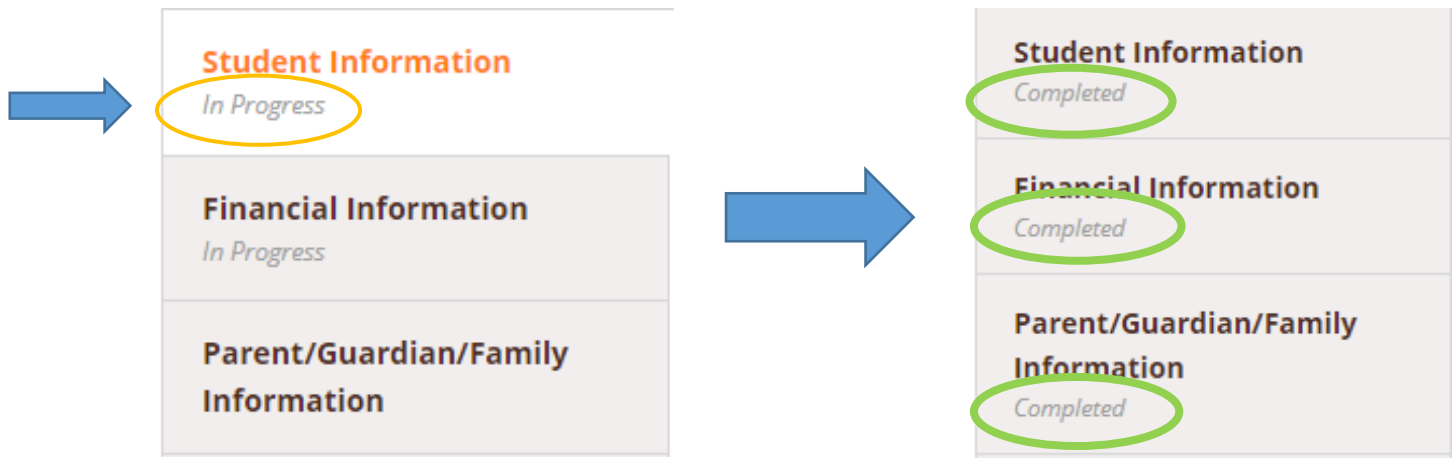 Student Information
In Progress
Financial Information
In Progress
Parent/Guardian/Family
Information
Student Information
Completed
Financial Information
Completed
Parent/Guardian/Family
Information
Completed